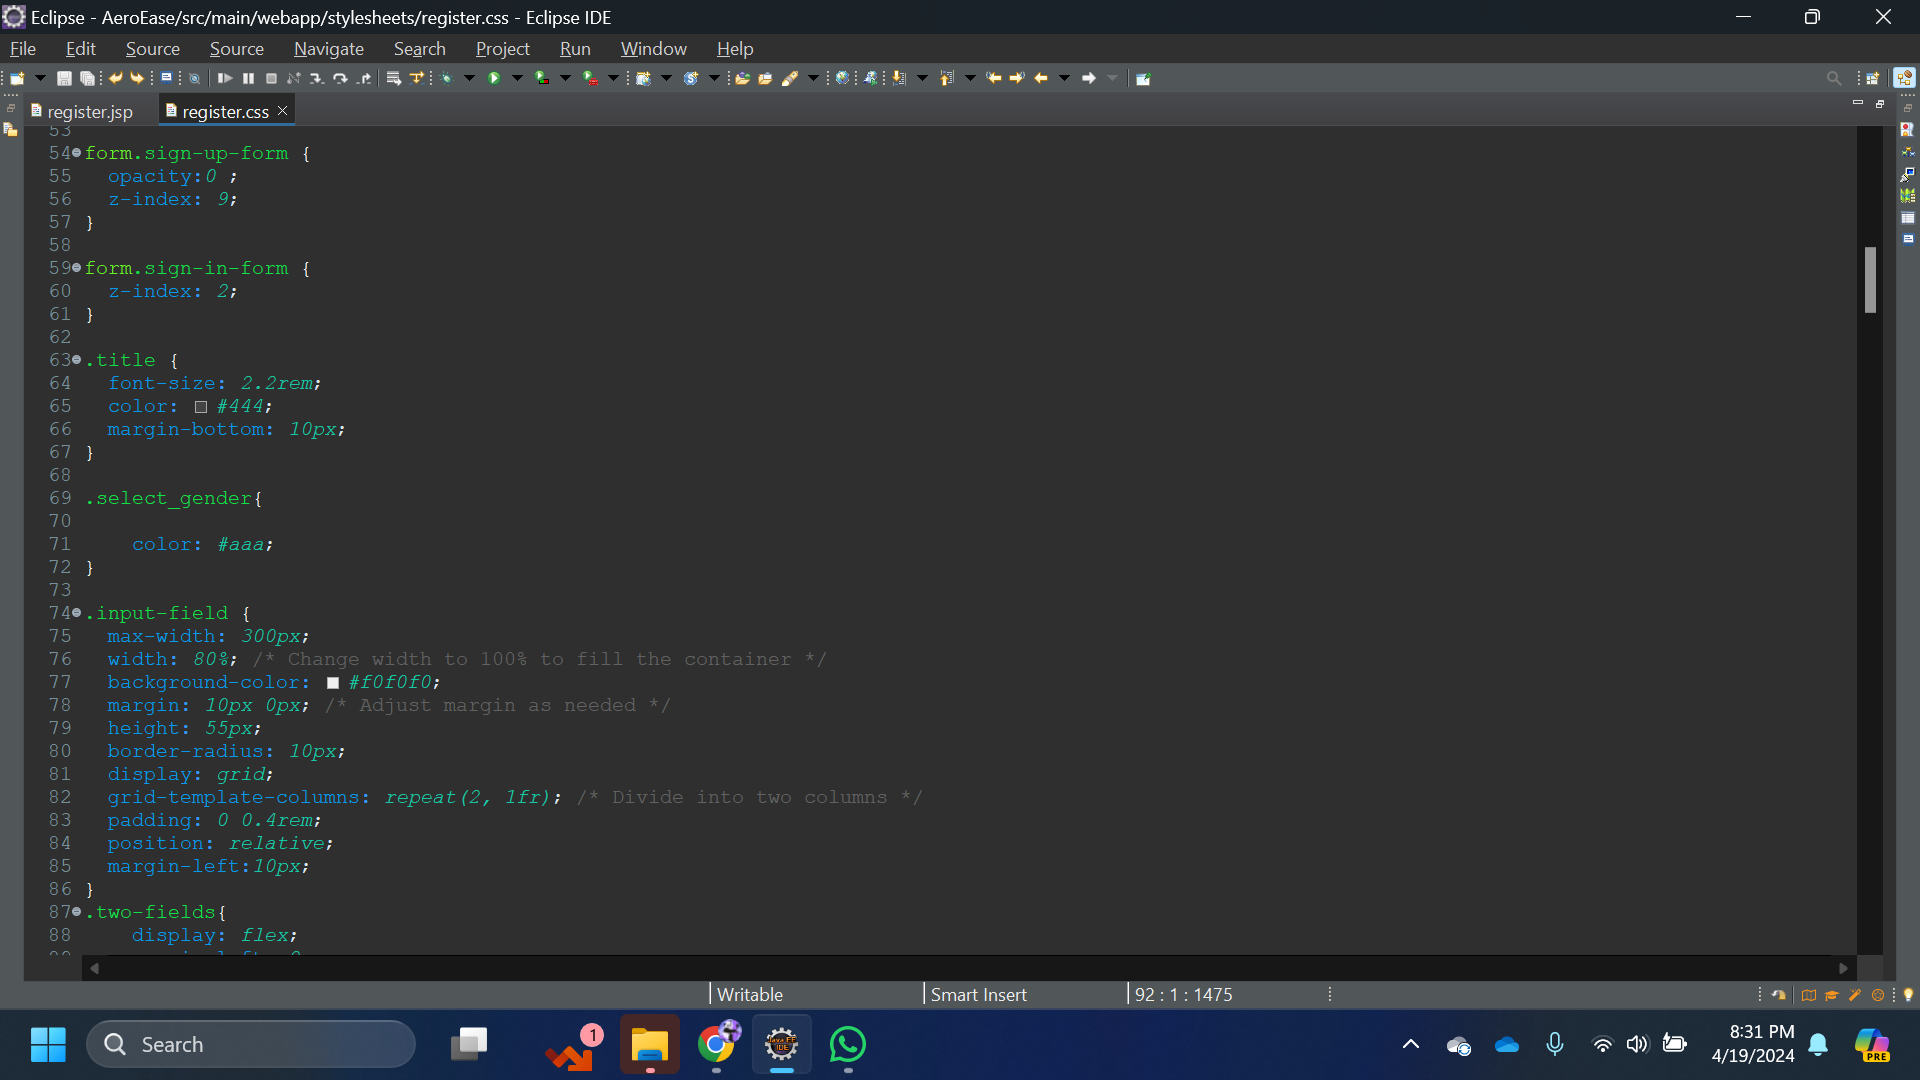 Eclipse - AeroEase/src/main/webapp/stylesheets/register.css - Eclipse IDE
File Edit Source Source Navigate Search Project Run Window Help
register.jsp register.css
53
54 form.sign-up-form {
55 opacity:0 ;
56 z-index: 9;
57 }
58
59 form.sign-in-form {
60 z-index: 2;
61 }
62
63 .title {
64 font-size: 2.2rem;
65 color: #444;
66 margin-bottom: 10px;
67 }
68
69 .select_gender{
70
71 color: #aaa;
72 }
73
74 .input-field {
75 max-width: 300px;
76 width: 80%; /* Change width to 100% to fill the container */
77 background-color: #f0f0f0;
78 margin: 10px 0px; /* Adjust margin as needed */
79 height: 55px;
80 border-radius: 10px;
81 display: grid;
82 grid-template-columns: repeat(2, 1fr); /* Divide into two columns */
83 padding: 0 0.4rem;
84 position: relative;
85 margin-left:10px;
86 }
87 .two-fields{
88 display: flex;
Writable Smart Insert 92 : 1 : 1475
Search 1 8:31 PM
4/19/2024 PRE